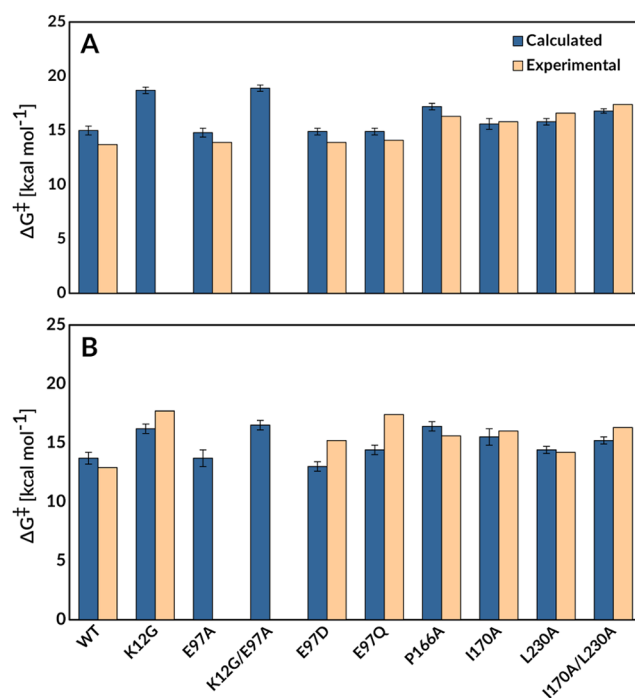 A
Calculated
Experimental
25
20
15
10
5
0
ΔG‡ [kcal mol⁻¹]
B
25
20
15
10
5
0
ΔG‡ [kcal mol⁻¹]
WT
K12G
E97A
K12G/E97A
E97D
E97Q
P166A
I170A
L230A
I170A/L230A